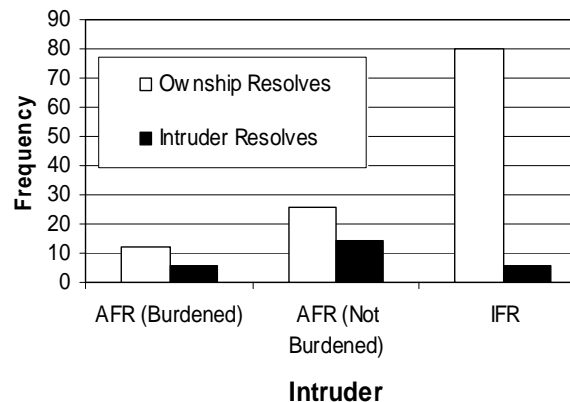 90
80
70
60
50
40
30
20
10
0
Frequency
Ownship Resolves
Intruder Resolves
AFR (Burdened)
AFR (Not
Burdened)
IFR
Intruder